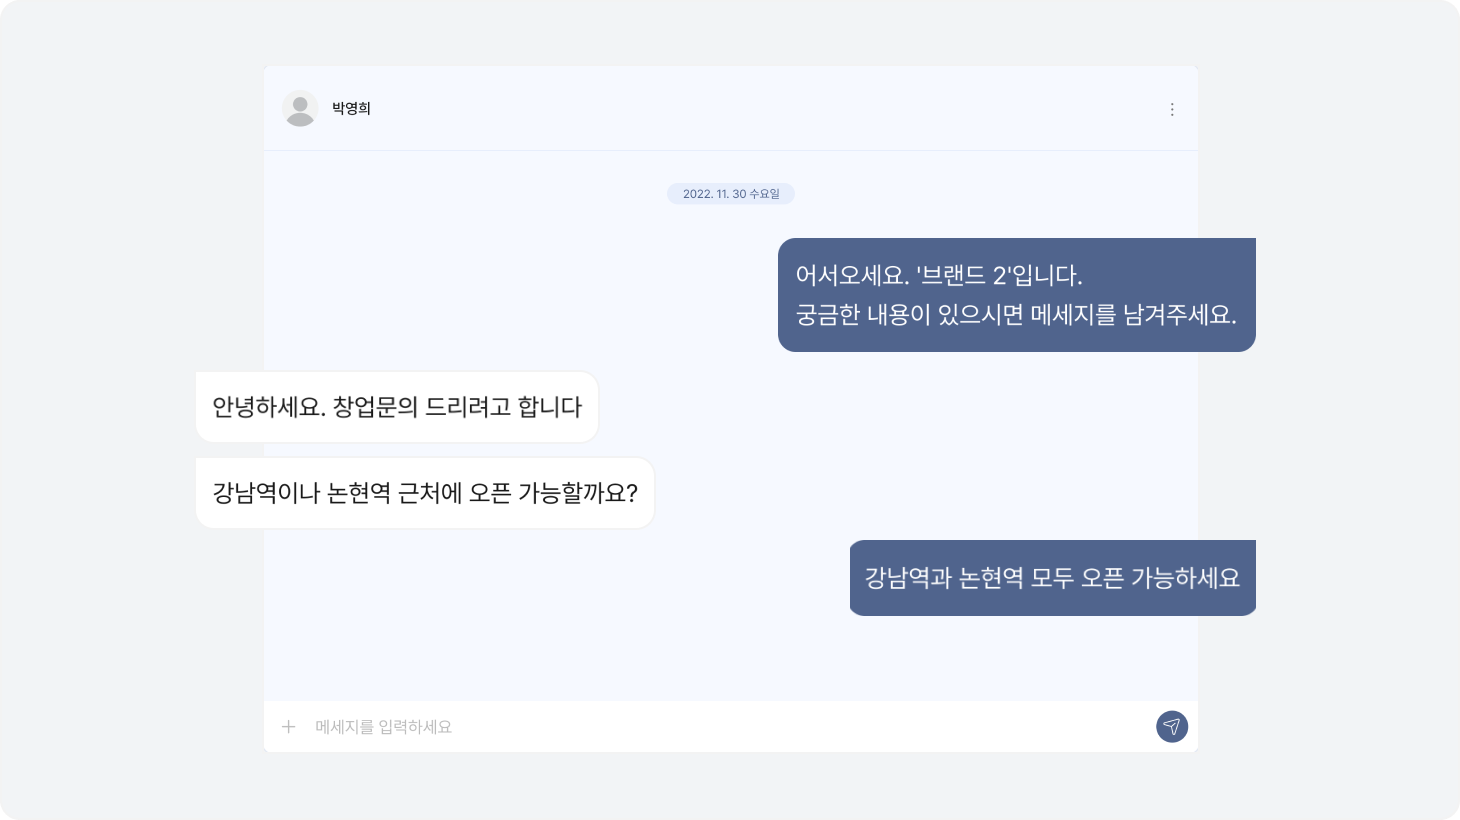 박영희
2022. 11. 30 수요일
어서오세요. '브랜드 2'입니다.
궁금한 내용이 있으시면 메세지를 남겨주세요.
안녕하세요. 창업문의 드리려고 합니다
강남역이나 논현역 근처에 오픈 가능할까요?
강남역과 논현역 모두 오픈 가능하세요
메세지를 입력하세요